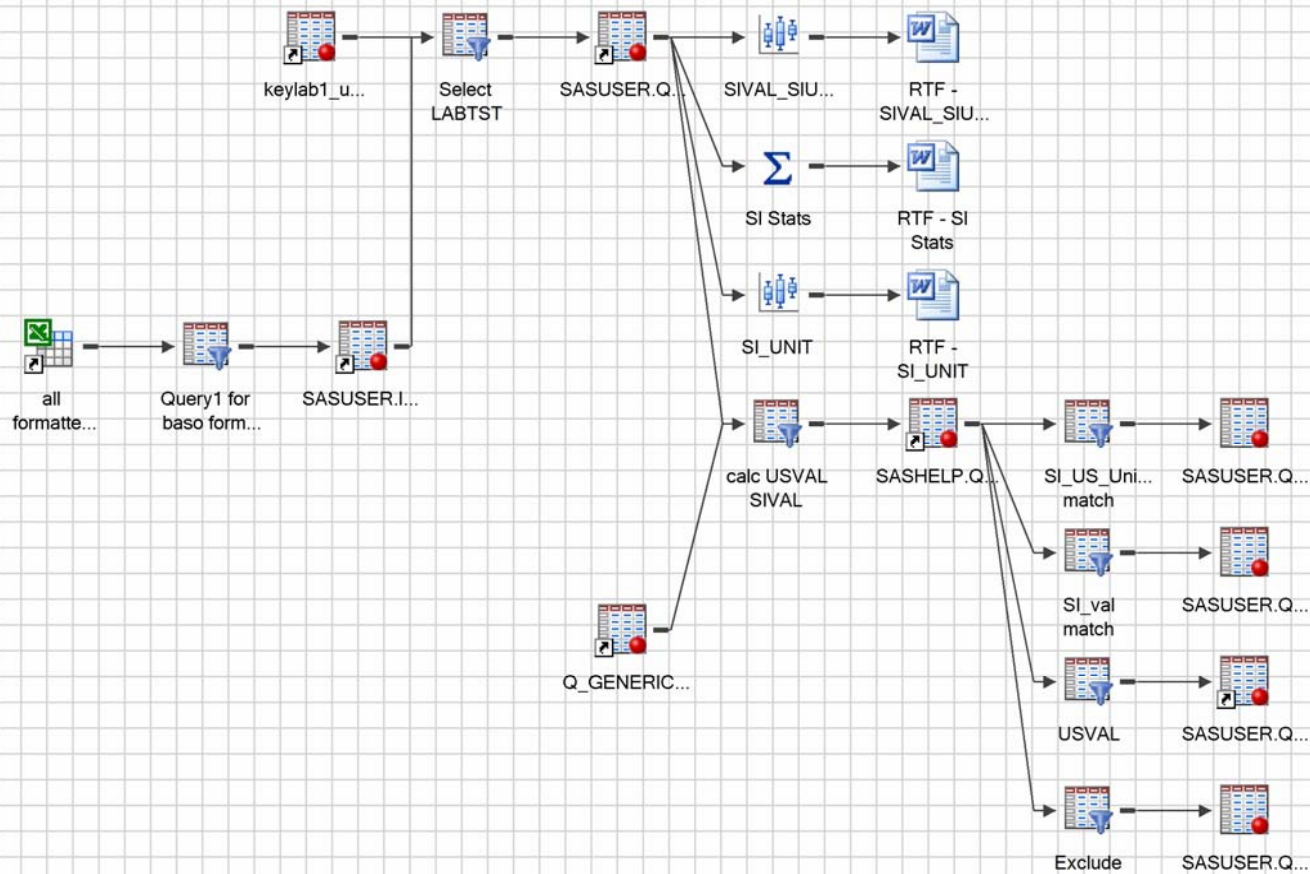 keylab1_u...
Select
LABTST
SASUSER.Q...
SIVAL_SIU...
RTF -
SIVAL_SIU...
SI Stats
RTF - SI
Stats
SI_UNIT
RTF -
SI_UNIT
all
formatte...
Query1 for
baso form...
SASUSER.I...
calc USVAL
SIVAL
SASHELP.Q...
SI_US_Uni...
match
SASUSER.Q...
SI_val
match
SASUSER.Q...
Q_GENERIC...
USVAL
SASUSER.Q...
Exclude
SASUSER.Q...